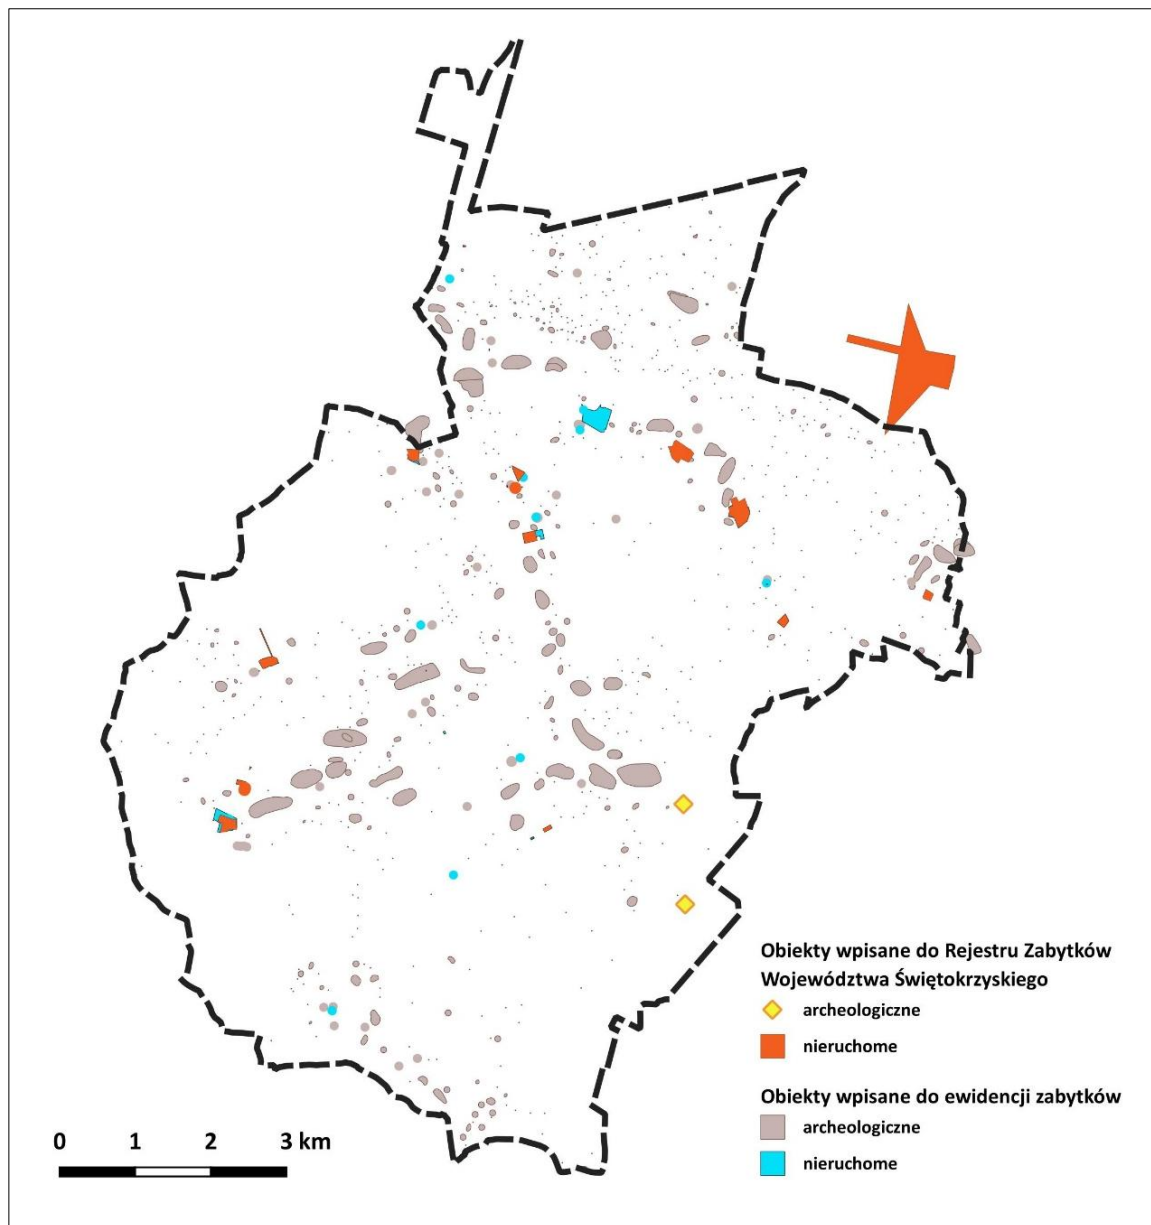 Obiekty wpisane do Rejestru Zabytków
Województwa Świętokrzyskiego
archeologiczne
nieruchome
Obiekty wpisane do ewidencji zabytków
archeologiczne
nieruchome
0 1 2 3 km